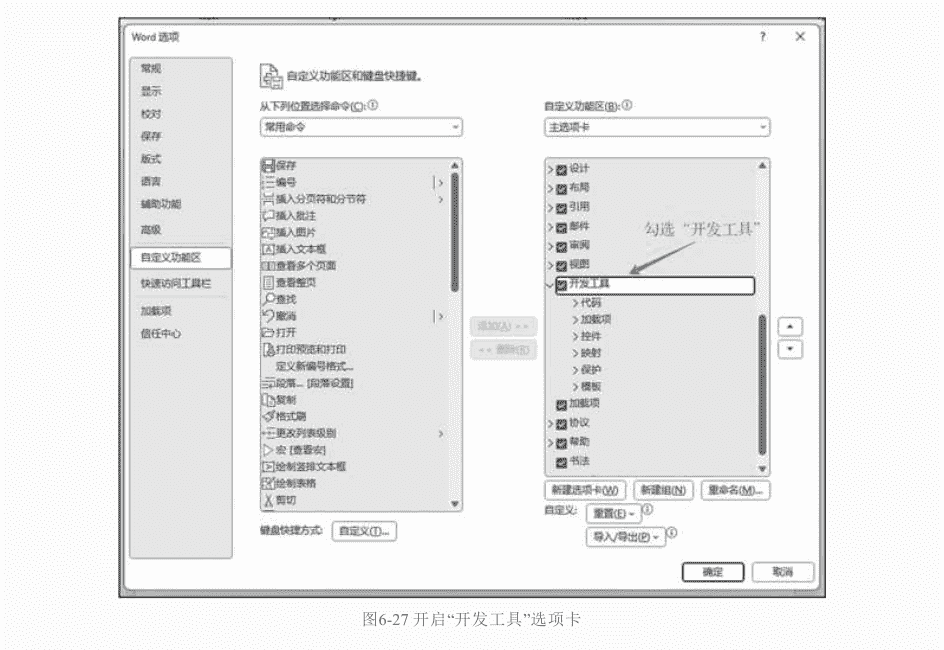 Word 选项
?
常规
显示
校对
保存
版式
语言
辅助功能
高级
自定义功能区
快速访问工具栏
加载项
信任中心
自定义功能区和键盘快捷键。
从下列位置选择命令(C):
常用命令
保存
编号
插入分页符和分节符
插入批注
插入图片
插入文本框
查看多个页面
查看整页
查找
撤消
打开
打印预览和打印
定义新编号格式...
段落... [段落设置]
复制
格式刷
更改列表级别
宏 [查看宏]
绘制竖排文本框
绘制表格
剪切
键盘快捷方式: 自定义(T)...
添加(A) >>
<< 删除(R)
自定义功能区(B):
主选项卡
设计
布局
引用
邮件
审阅
视图
开发工具
代码
加载项
控件
映射
保护
模板
加载项
协议
帮助
书法
勾选“开发工具”
新建选项卡(W) 新建组(N) 重命名(M)...
自定义: 重置(E)
导入/导出(P)
确定 取消
图6-27 开启“开发工具”选项卡